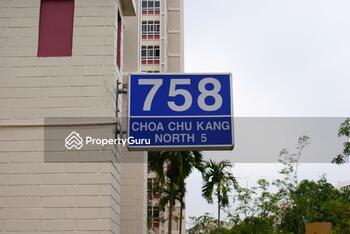 758
CHOA CHU KANG
NORTH 5
PropertyGuru